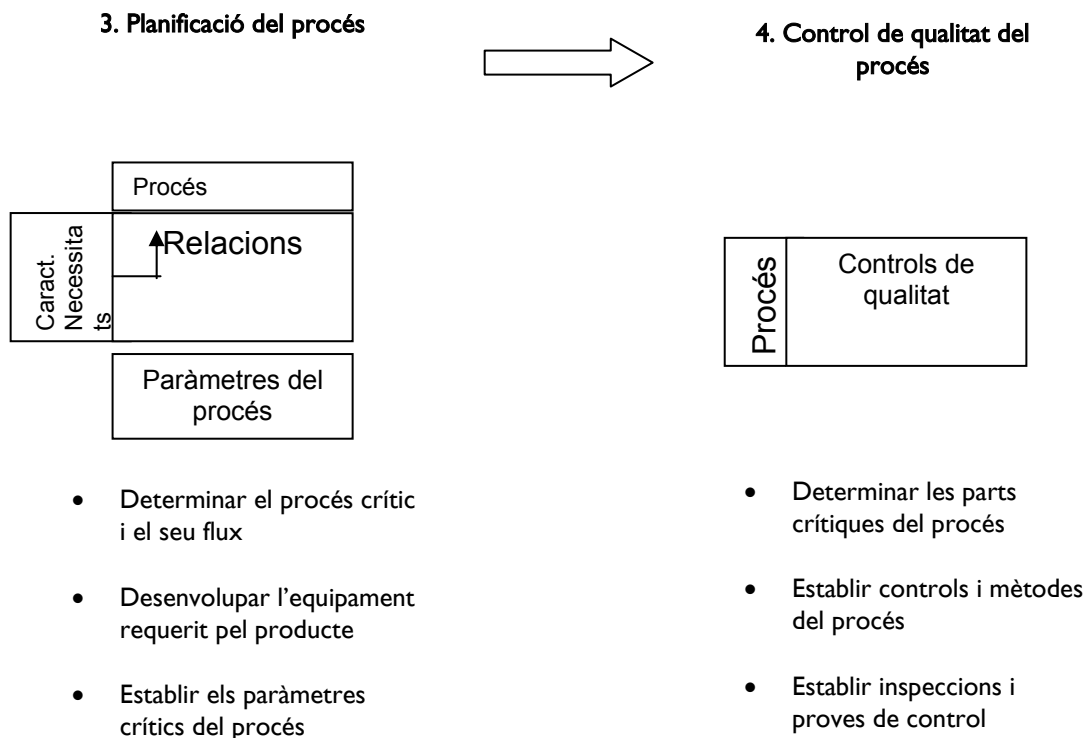 3. Planificació del procés
Procés
Caract.
Necessita
ts
Relacions
Paràmetres del
procés
• Determinar el procés crític
i el seu flux
• Desenvolupar l’equipament
requerit pel producte
• Establir els paràmetres
crítics del procés
4. Control de qualitat del
procés
Procés
Controls de
qualitat
• Determinar les parts
crítiques del procés
• Establir controls i mètodes
del procés
• Establir inspeccions i
proves de control